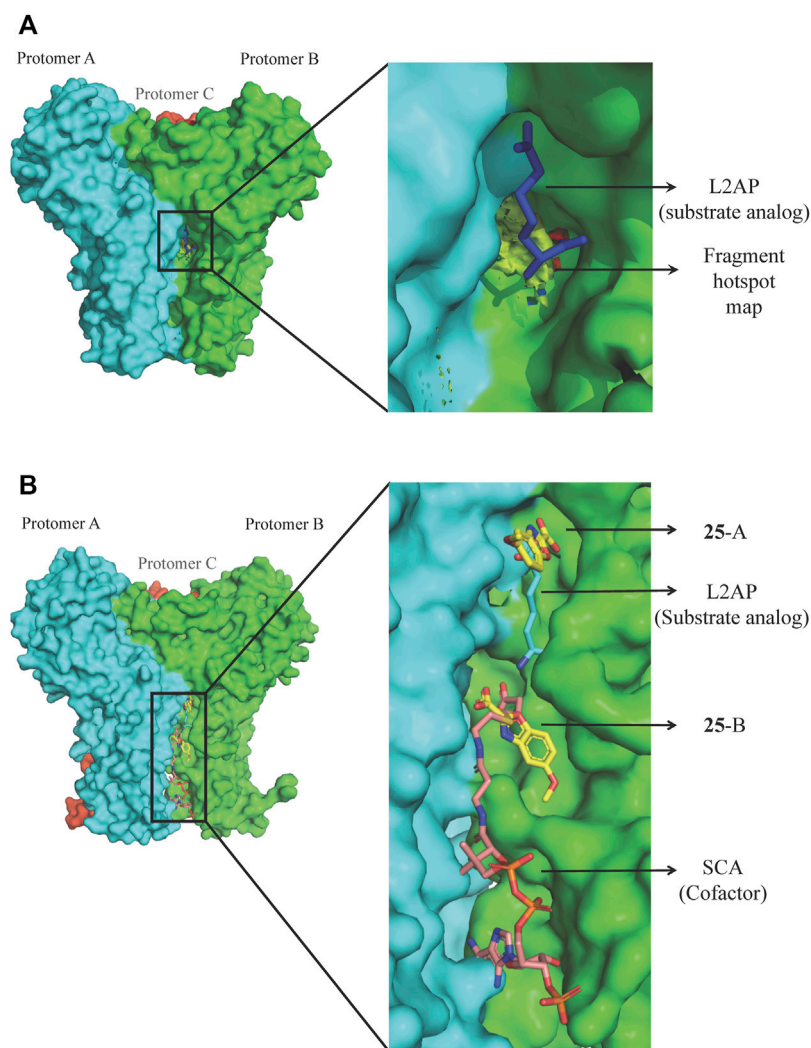 A
Protomer A
Protomer B
Protomer C
L2AP
(substrate analog)
Fragment
hotspot
map
B
Protomer A
Protomer B
Protomer C
25-A
L2AP
(Substrate analog)
25-B
SCA
(Cofactor)